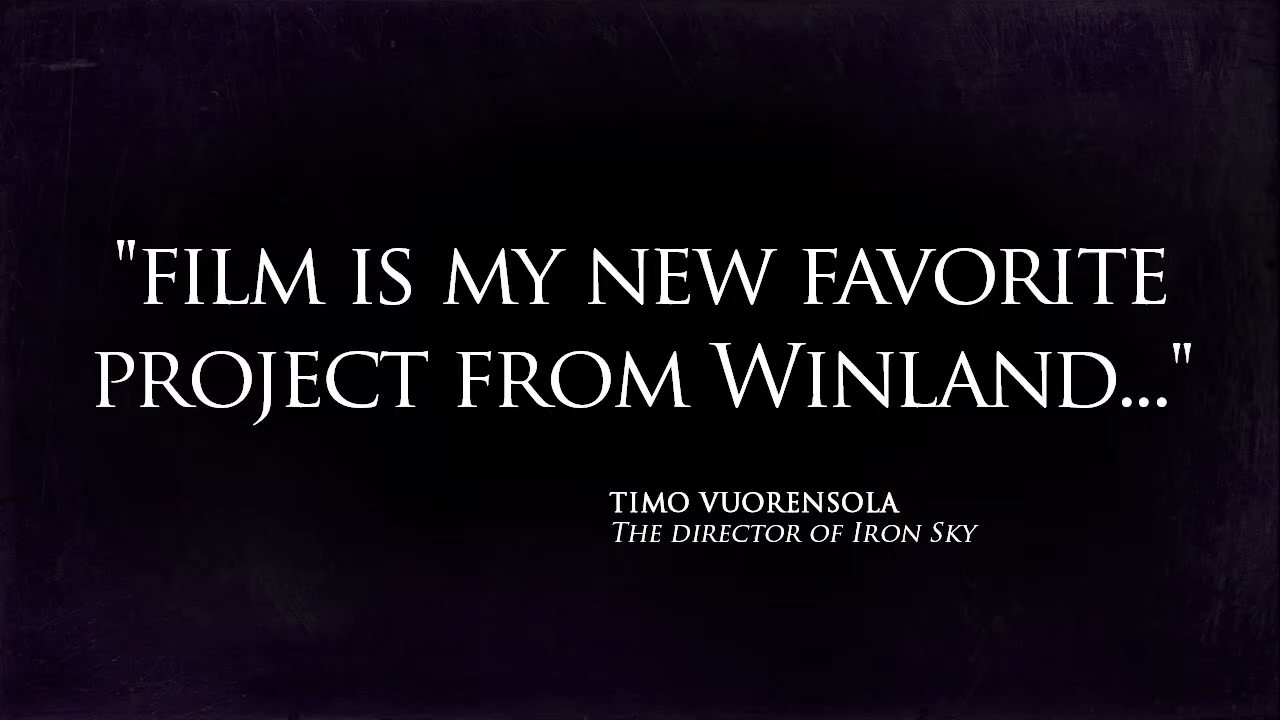 "FILM IS MY NEW FAVORITE
PROJECT FROM WINLAND..."
TIMO VUORENSOLA
THE DIRECTOR OF IRON SKY